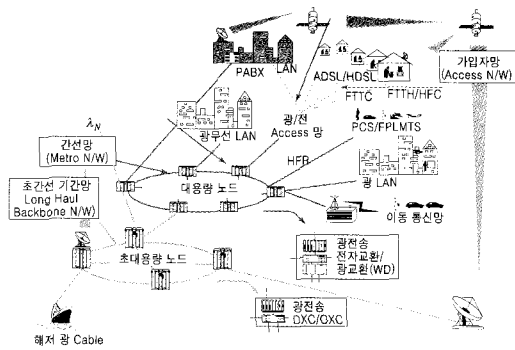 PABX
LAN
ADSL/HDSL
가입자망
(Access N/W)
FTTC
FTTH/HFC
광/전
Access 망
광무선 LAN
PCS/FPLMTS
λN
간선망
(Metro N/W)
HFR
대용량 노드
광 LAN
초간선 기간망
Long Haul
Backbone N/W)
이동 통신망
초대용량 노드
광전송
전자교환/
광교환(WD)
광전송
DXC/OXC
해저 광 Cable